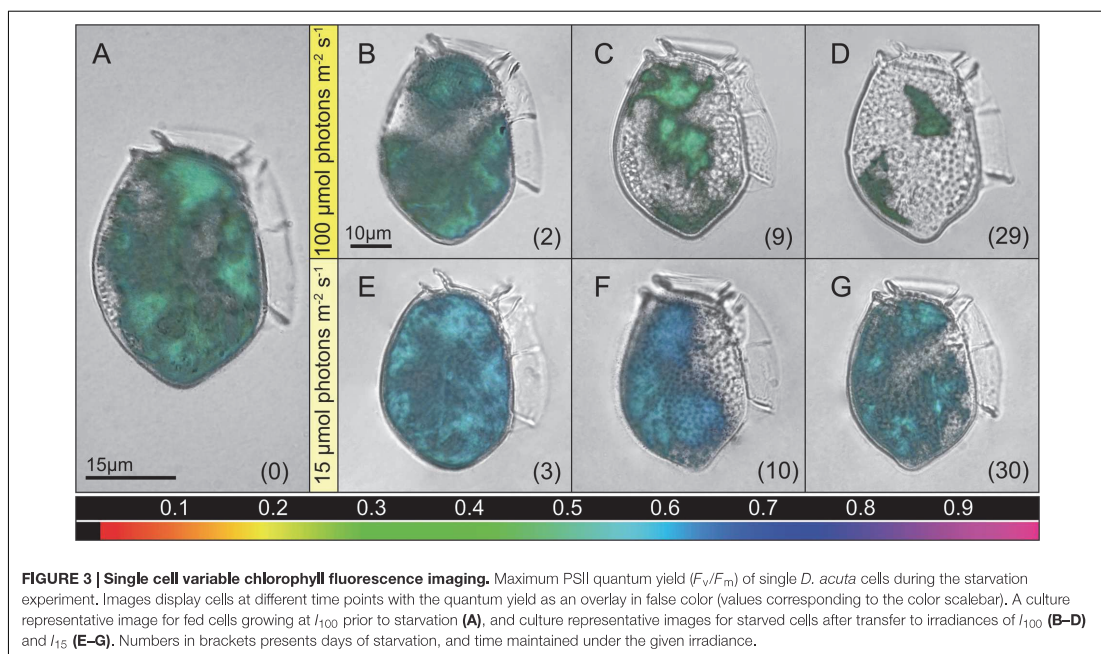 A
15µm
(0)
100 µmol photons m⁻² s⁻¹
B
10µm
(2)
C
(9)
D
(29)
15 µmol photons m⁻² s⁻¹
E
(3)
F
(10)
G
(30)
0.1 0.2 0.3 0.4 0.5 0.6 0.7 0.8 0.9
FIGURE 3 | Single cell variable chlorophyll fluorescence imaging. Maximum PSII quantum yield (Fᵥ/Fₘ) of single D. acuta cells during the starvation
experiment. Images display cells at different time points with the quantum yield as an overlay in false color (values corresponding to the color scalebar). A culture
representative image for fed cells growing at I₁₀₀ prior to starvation (A), and culture representative images for starved cells after transfer to irradiances of I₁₀₀ (B–D)
and I₁₅ (E–G). Numbers in brackets presents days of starvation, and time maintained under the given irradiance.